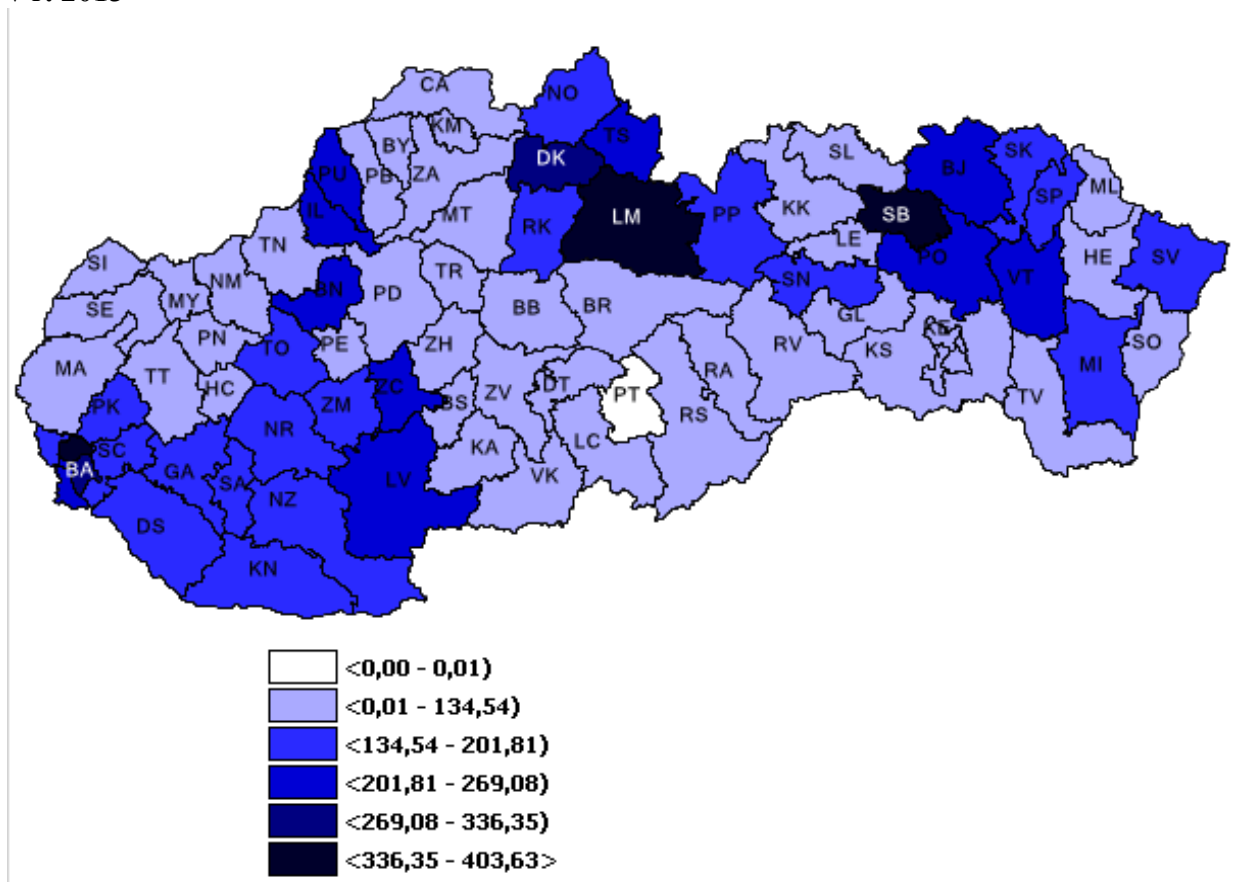 CA
NO
KM
TS
BY
DK
PU
PB
ZA
SL
BJ
SK
SP
ML
IL
MT
RK
LM
PP
KK
SB
TN
LE
PO
HE
SV
SI
NM
BN
PD
TR
SN
VT
SE
MY
BB
BR
GL
KE
PN
TO
PE
ZH
RV
KS
SO
MA
TT
HC
ZC
DT
PT
RA
MI
PK
ZM
BS
ZV
RS
TV
BA
SC
NR
GA
SA
LV
KA
LC
VK
DS
NZ
KN
<0,00 - 0,01)
<0,01 - 134,54)
<134,54 - 201,81)
<201,81 - 269,08)
<269,08 - 336,35)
<336,35 - 403,63>